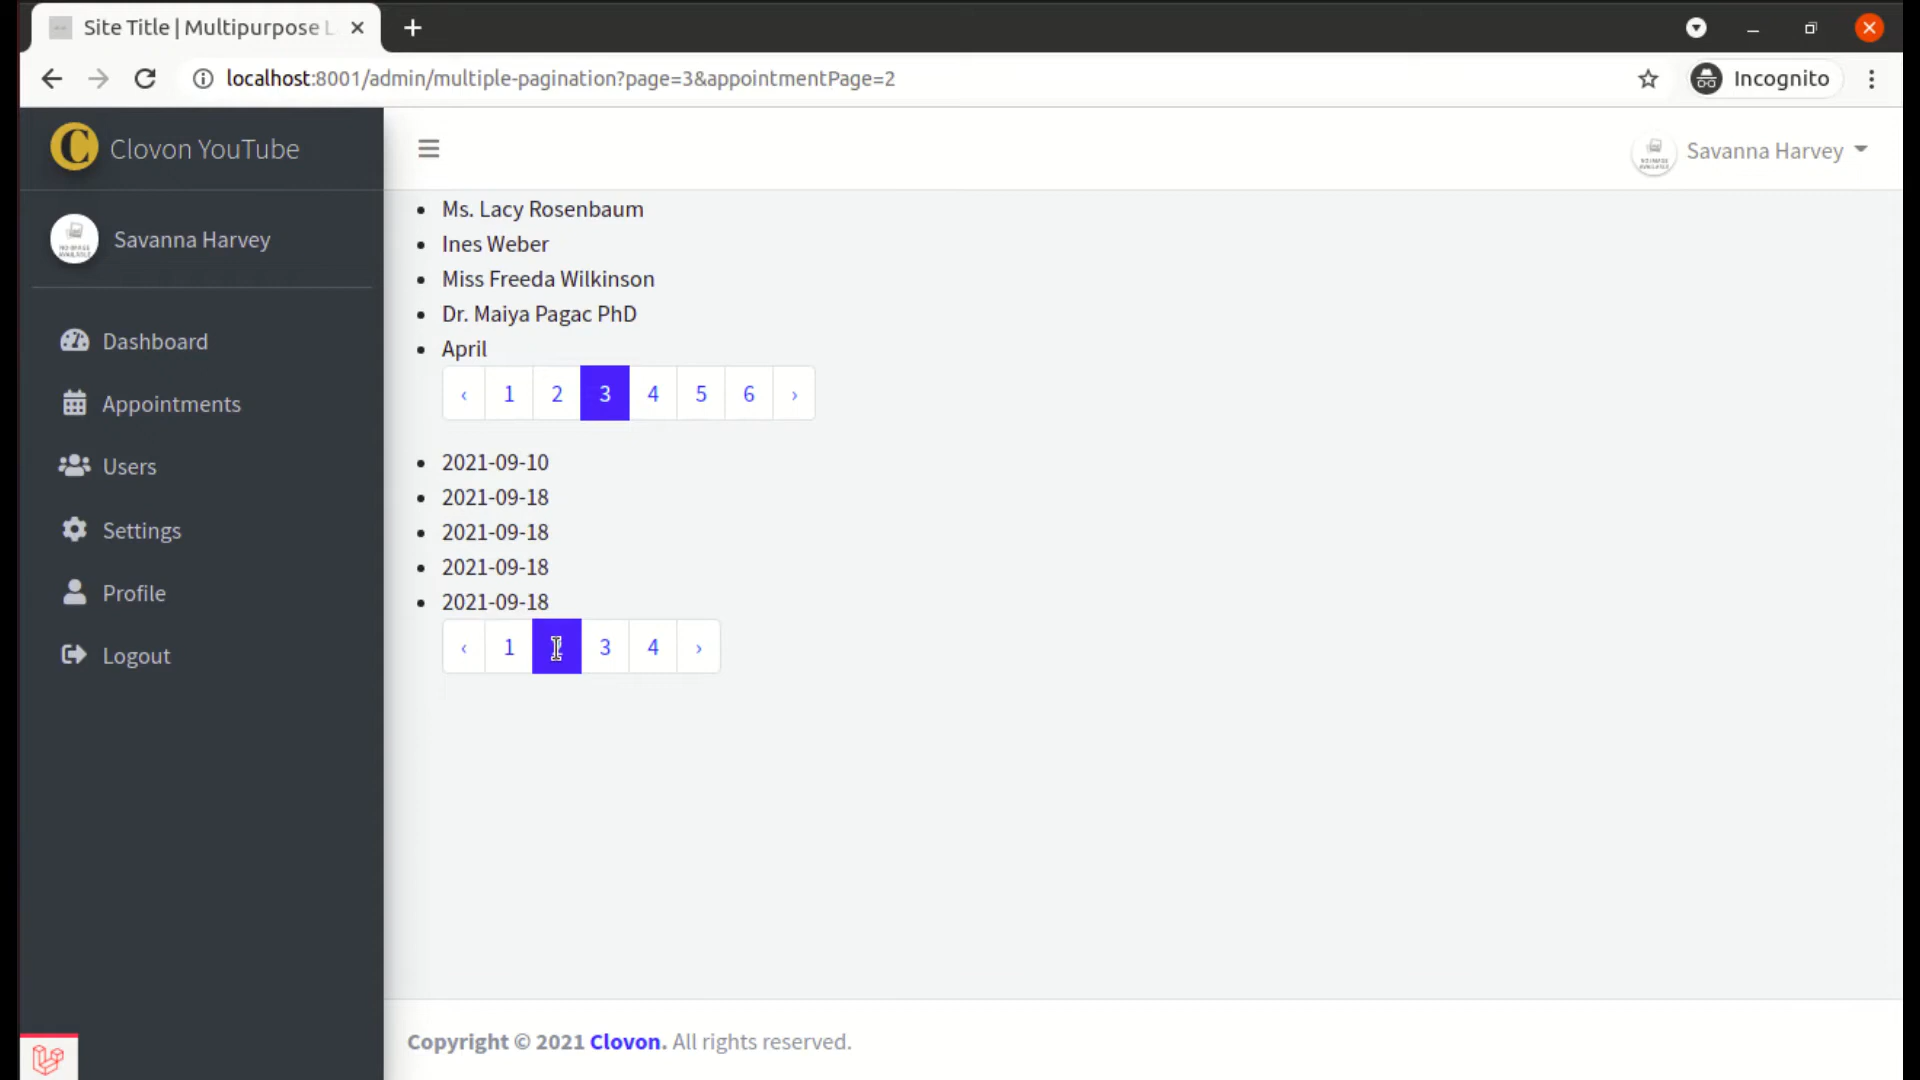 Site Title | Multipurpose L
localhost:8001/admin/multiple-pagination?page=3&appointmentPage=2
Incognito
C Clovon YouTube
Savanna Harvey
Savanna Harvey
Dashboard
Appointments
Users
Settings
Profile
Logout
Ms. Lacy Rosenbaum
Ines Weber
Miss Freeda Wilkinson
Dr. Maiya Pagac PhD
April
‹ 1 2 3 4 5 6 ›
2021-09-10
2021-09-18
2021-09-18
2021-09-18
2021-09-18
‹ 1 2 3 4 ›
Copyright © 2021 Clovon. All rights reserved.